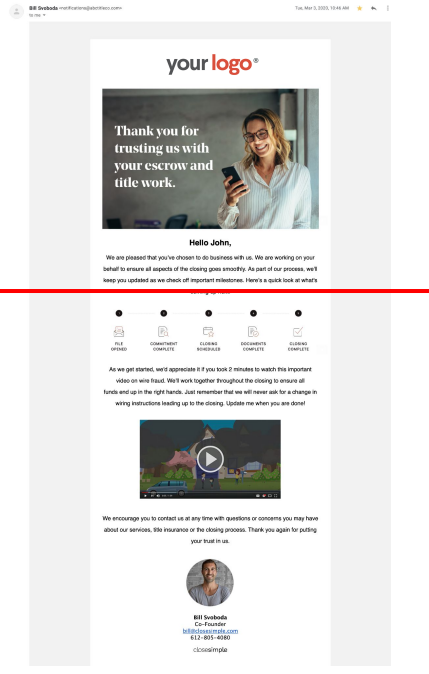 Bill Svoboda <notifications@abctitleco.com>
to me
Tue, Mar 3, 2020, 10:46 AM
your logo®
Thank you for
trusting us with
your escrow and
title work.
Hello John,
We are pleased that you've chosen to do business with us. We are working on your
behalf to ensure all aspects of the closing goes smoothly. As part of our process, we'll
keep you updated as we check off important milestones. Here's a quick look at what's
FILE OPENED
COMMITMENT COMPLETE
CLOSING SCHEDULED
DOCUMENTS COMPLETE
CLOSING COMPLETE
As we get started, we'd appreciate it if you took 2 minutes to watch this important
video on wire fraud. We'll work together throughout the closing to ensure all
funds end up in the right hands. Just remember that we will never ask for a change in
wiring instructions leading up to the closing. Update me when you are done!
We encourage you to contact us at any time with questions or concerns you may have
about our services, title insurance or the closing process. Thank you again for putting
your trust in us.
Bill Svoboda
Co-Founder
bill@closesimple.com
612-805-4080
closesimple